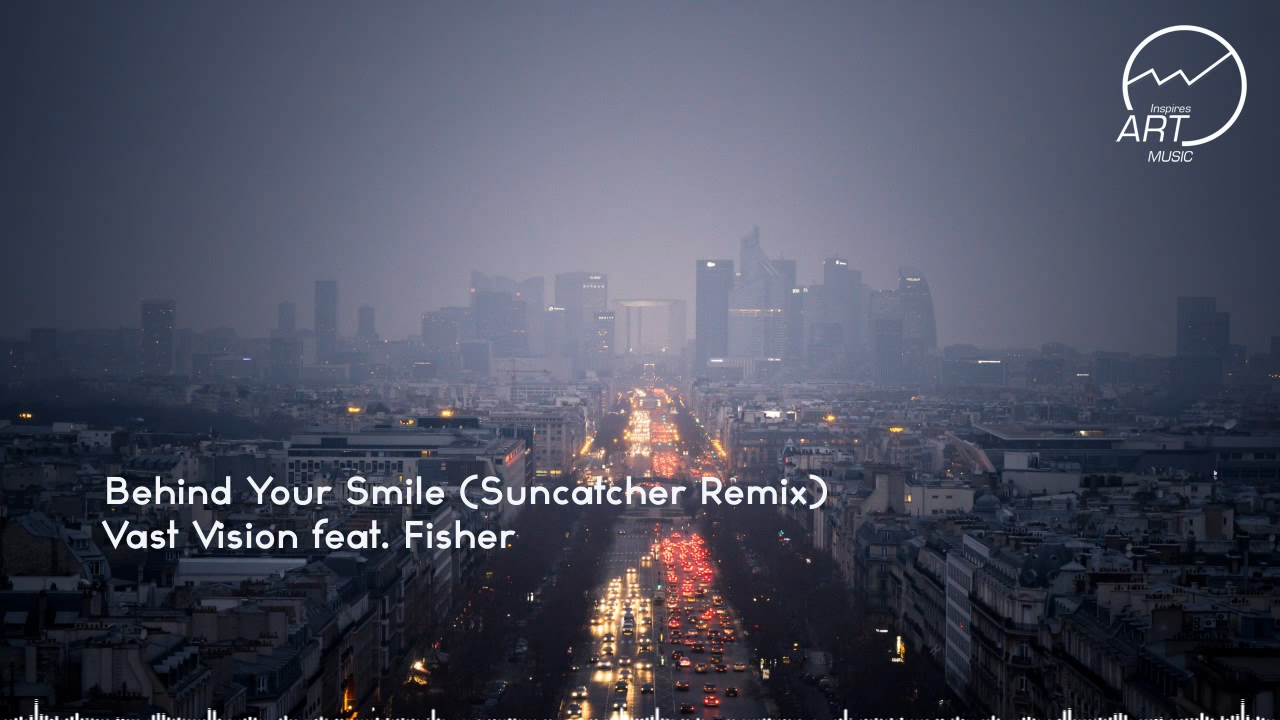 Inspires
ART
MUSIC
Behind Your Smile (Suncatcher Remix)
Vast Vision feat. Fisher